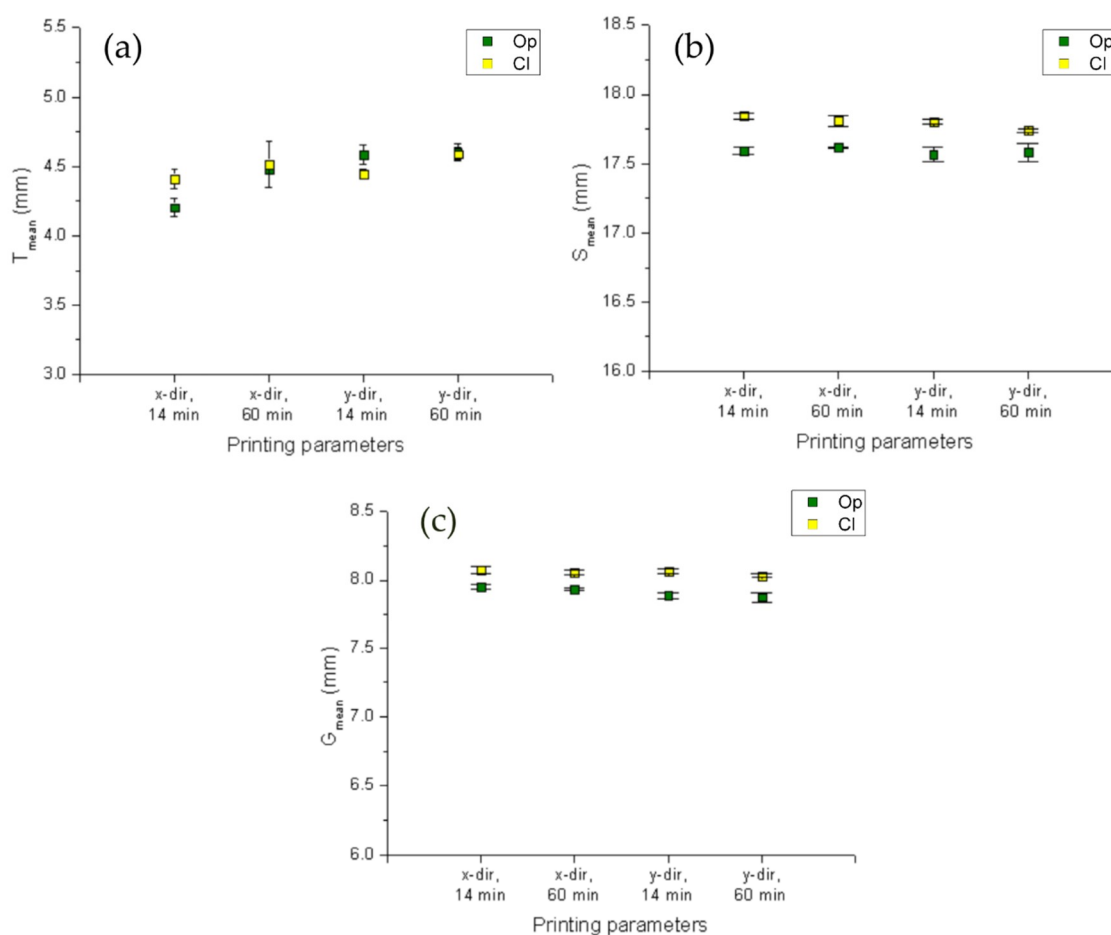 (a)
Op
Cl
5.5
5.0
4.5
4.0
3.5
3.0
T mean (mm)
x-dir, 14 min
x-dir, 60 min
y-dir, 14 min
y-dir, 60 min
Printing parameters
(b)
Op
Cl
18.5
18.0
17.5
17.0
16.5
16.0
S mean (mm)
x-dir, 14 min
x-dir, 60 min
y-dir, 14 min
y-dir, 60 min
Printing parameters
(c)
Op
Cl
8.5
8.0
7.5
7.0
6.5
6.0
G mean (mm)
x-dir, 14 min
x-dir, 60 min
y-dir, 14 min
y-dir, 60 min
Printing parameters